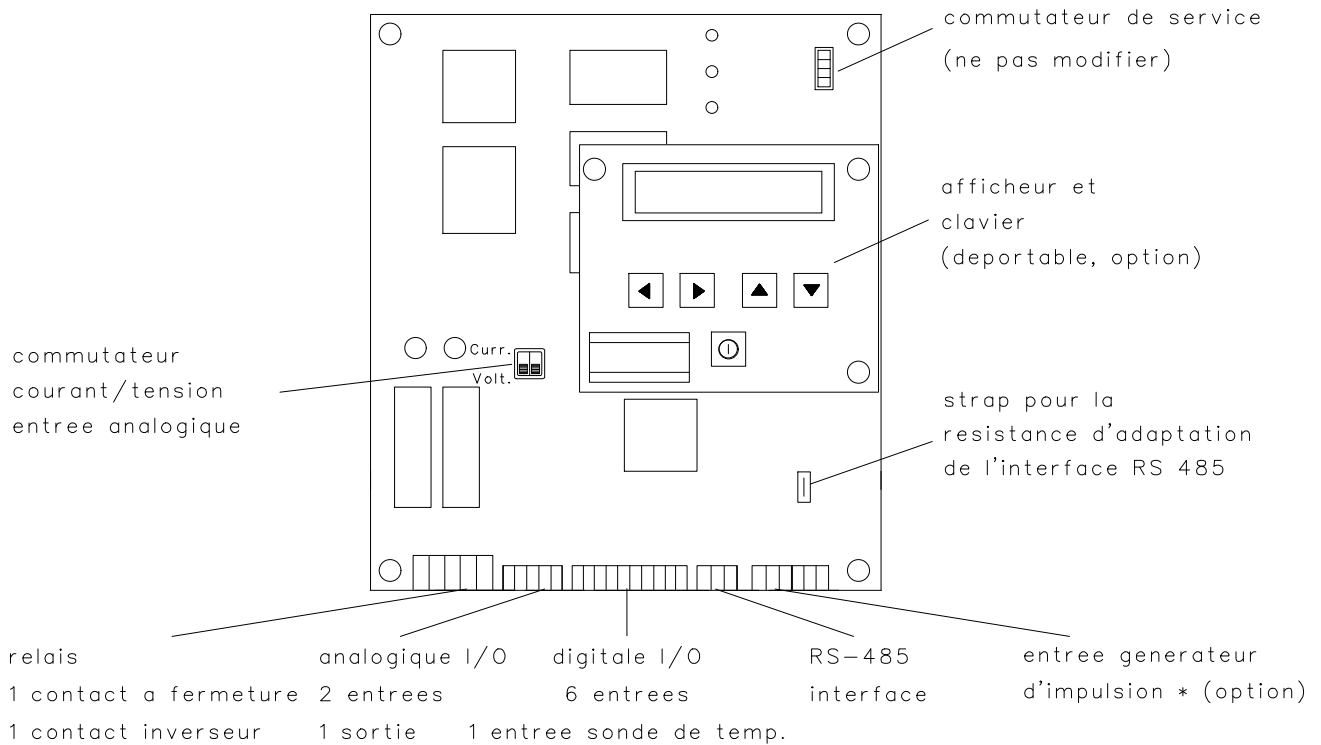 commutateur de service
(ne pas modifier)
afficheur et
clavier
(deportable, option)
Curr.
Volt.
commutateur
courant/tension
entree analogique
strap pour la
resistance d'adaptation
de l'interface RS 485
relais
1 contact a fermeture
1 contact inverseur
analogique I/O
2 entrees
1 sortie
digitale I/O
6 entrees
1 entree sonde de temp.
RS-485
interface
entree generateur
d'impulsion * (option)